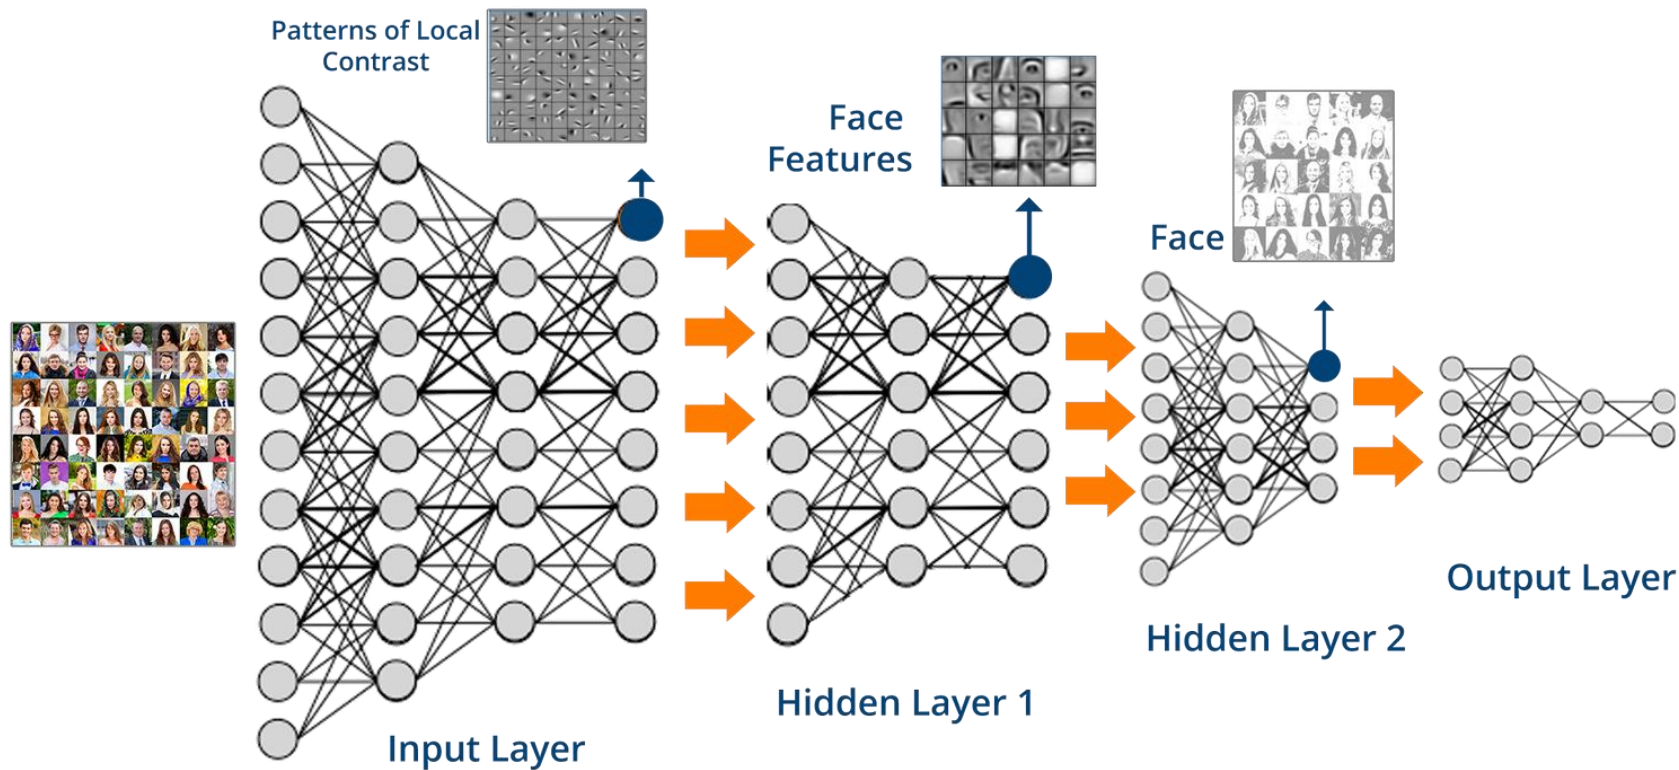 Patterns of Local
Contrast
Face
Features
Face
Input Layer
Hidden Layer 1
Hidden Layer 2
Output Layer